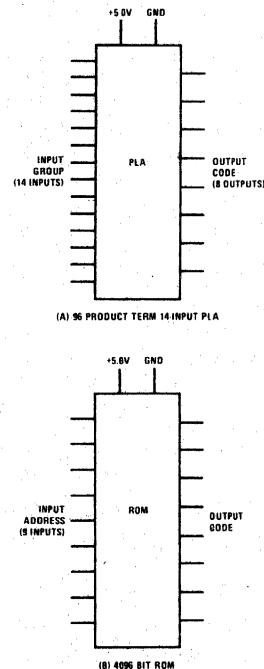 +5.0V GND
INPUT
GROUP
(14 INPUTS)
PLA
OUTPUT
CODE
(8 OUTPUTS)
(A) 96 PRODUCT TERM 14-INPUT PLA
+5.0V GND
INPUT
ADDRESS
(9 INPUTS)
ROM
OUTPUT
CODE
(B) 4096 BIT ROM